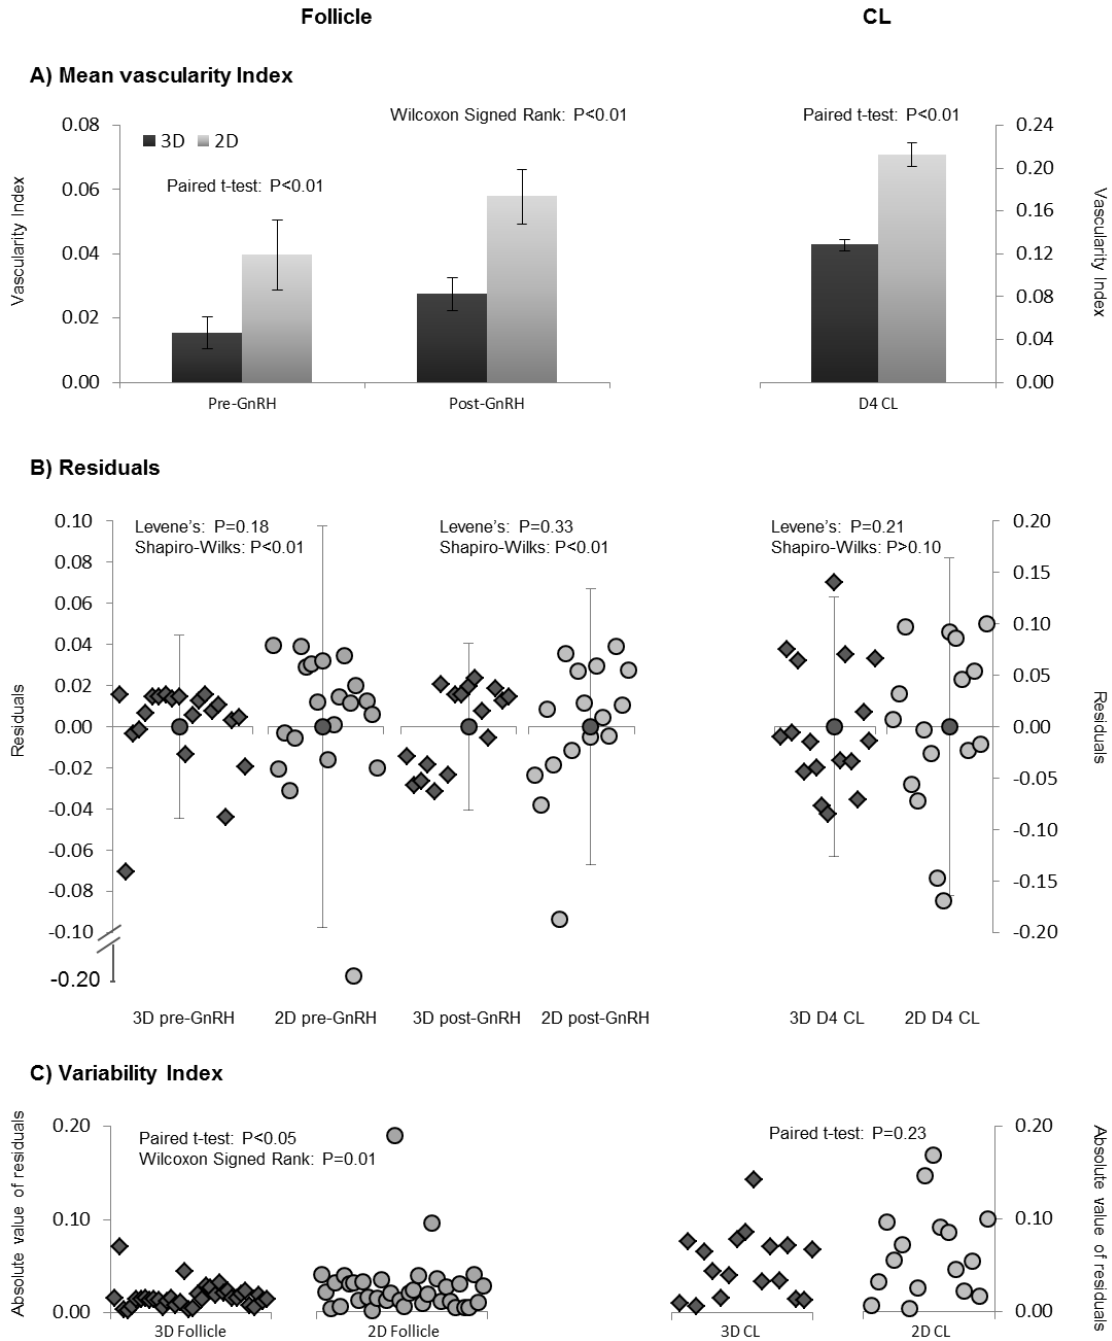 Follicle
CL
A) Mean vascularity Index
Wilcoxon Signed Rank: P<0.01
Paired t-test: P<0.01
0.08
0.06
0.04
0.02
0.00
3D
2D
Paired t-test: P<0.01
Vascularity Index
Pre-GnRH
Post-GnRH
D4 CL
0.24
0.20
0.16
0.12
0.08
0.04
0.00
Vascularity Index
B) Residuals
0.10
0.08
0.06
0.04
0.02
0.00
-0.02
-0.04
-0.06
-0.08
-0.10
-0.20
Residuals
Levene's: P=0.18
Shapiro-Wilks: P<0.01
Levene's: P=0.33
Shapiro-Wilks: P<0.01
Levene's: P=0.21
Shapiro-Wilks: P>0.10
0.20
0.15
0.10
0.05
0.00
-0.05
-0.10
-0.15
-0.20
Residuals
3D pre-GnRH
2D pre-GnRH
3D post-GnRH
2D post-GnRH
3D D4 CL
2D D4 CL
C) Variability Index
0.20
0.10
0.00
Absolute value of residuals
Paired t-test: P<0.05
Wilcoxon Signed Rank: P=0.01
Paired t-test: P=0.23
0.20
0.10
0.00
Absolute value of residuals
3D Follicle
2D Follicle
3D CL
2D CL